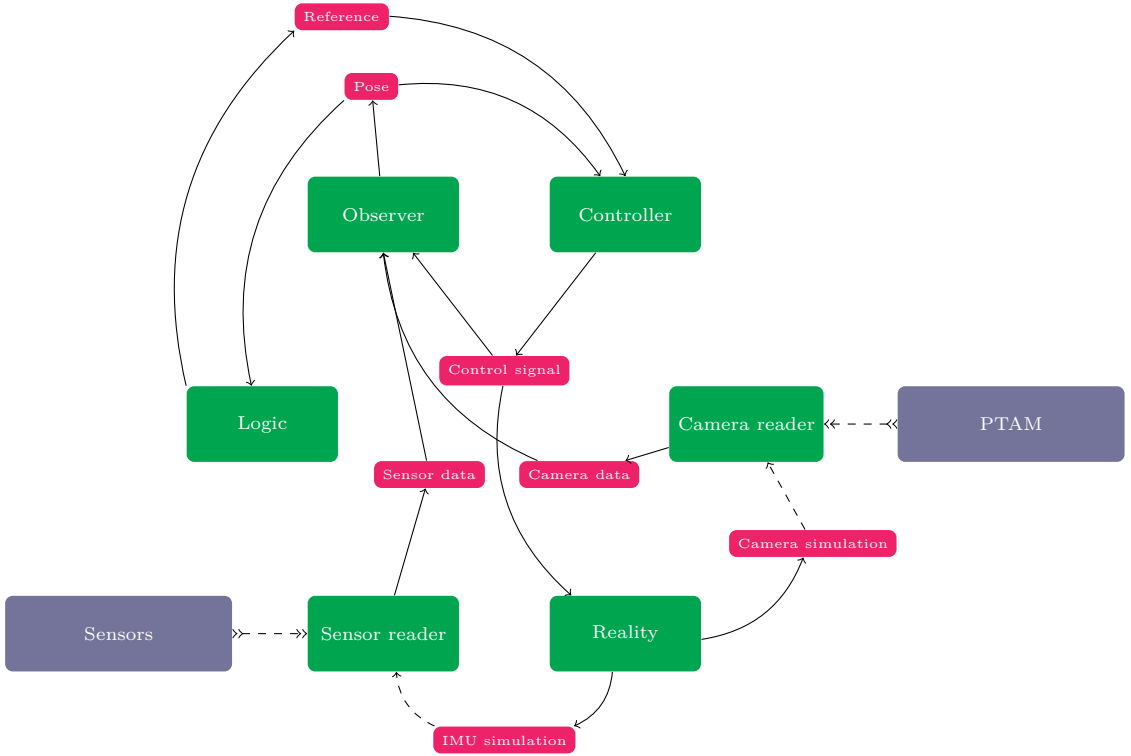 Reference
Pose
Observer
Controller
Control signal
Logic
Camera reader
PTAM
Sensor data
Camera data
Camera simulation
Sensors
Sensor reader
Reality
IMU simulation